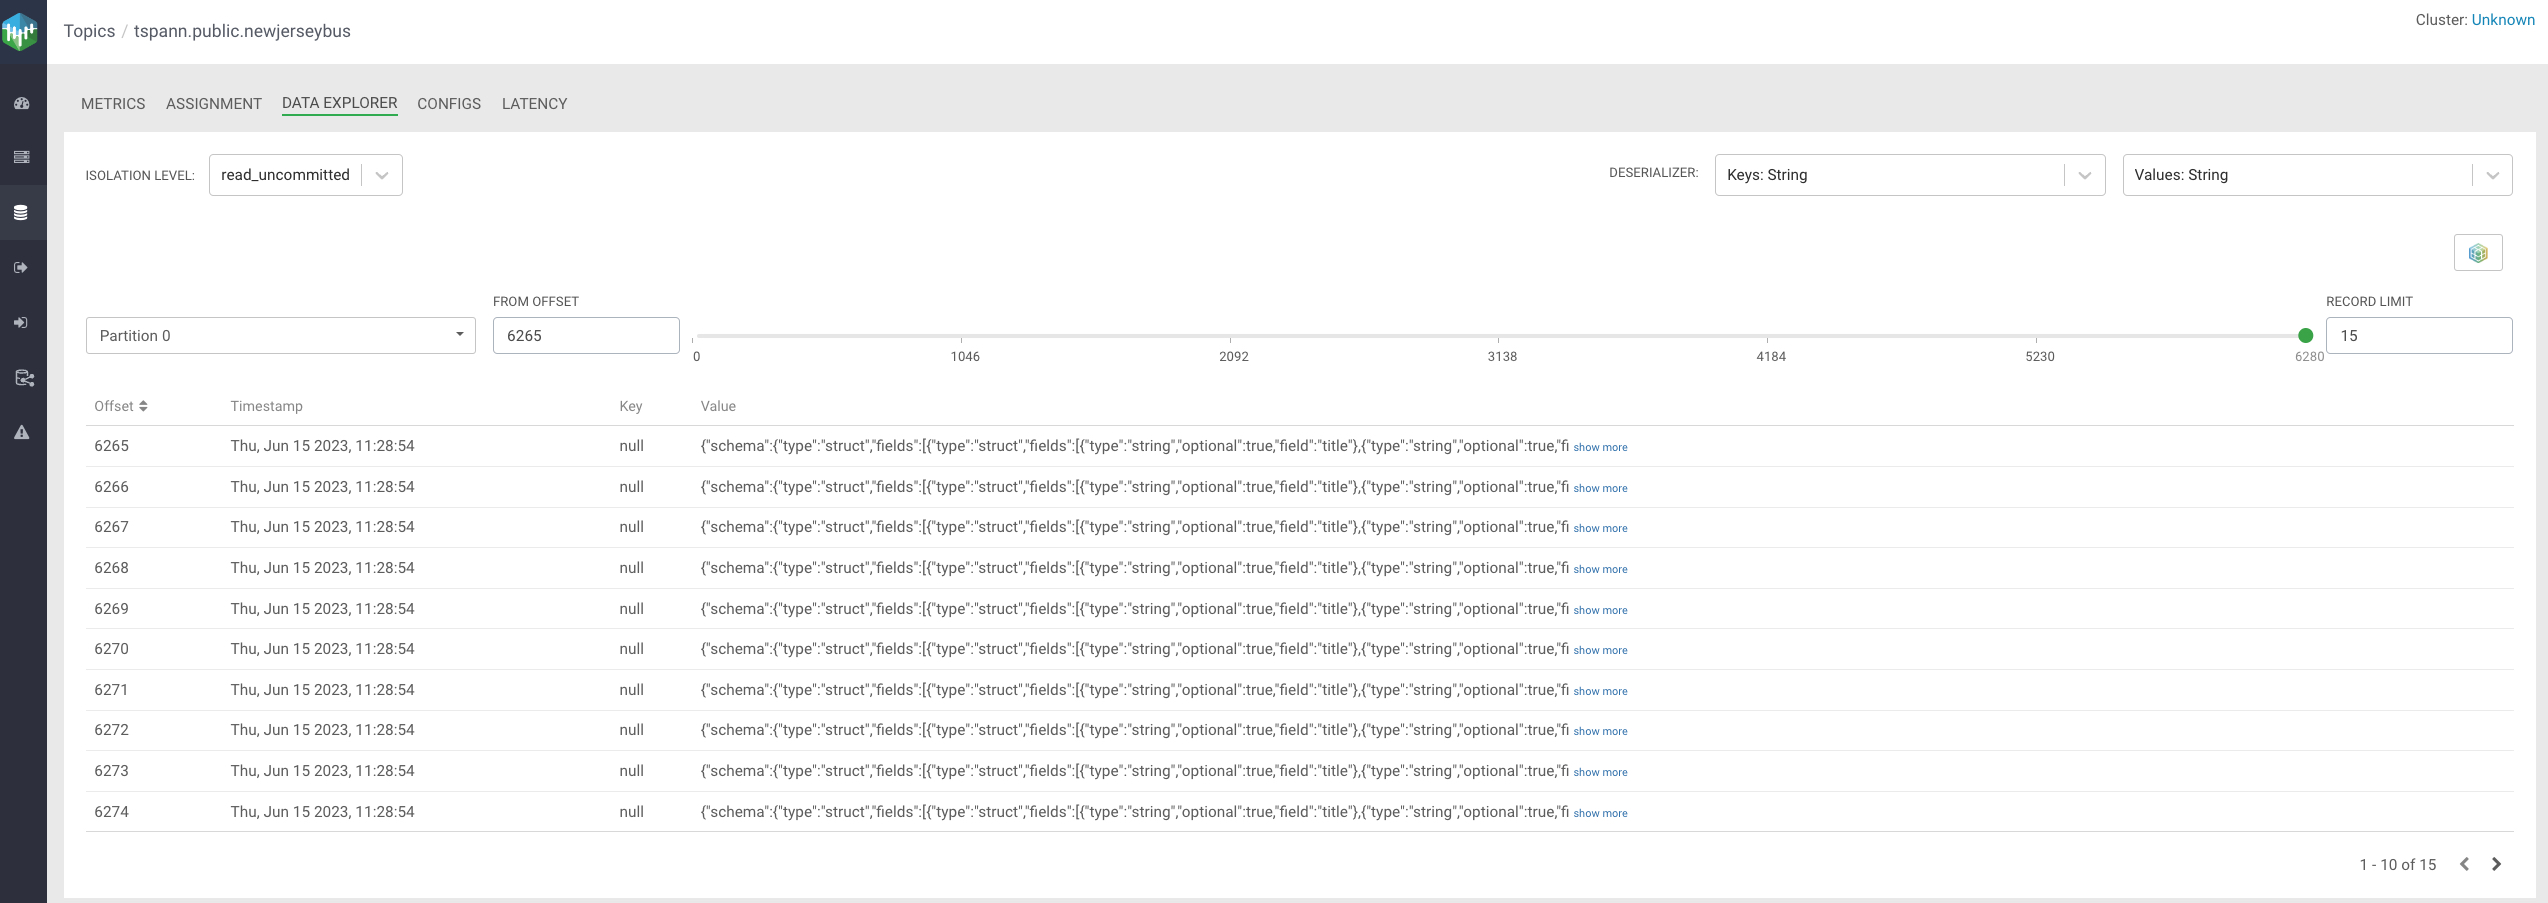 Topics / tspann.public.newjerseybus
Cluster: Unknown
METRICS ASSIGNMENT DATA EXPLORER CONFIGS LATENCY
ISOLATION LEVEL: read_uncommitted DESERIALIZER: Keys: String Values: String
FROM OFFSET RECORD LIMIT
Partition 0 6265 15
0 1046 2092 3138 4184 5230 6280
Offset Timestamp Key Value
6265 Thu, Jun 15 2023, 11:28:54 null {"schema":{"type":"struct","fields":[{"type":"struct","fields":[{"type":"string","optional":true,"field":"title"},{"type":"string","optional":true,"fi show more
6266 Thu, Jun 15 2023, 11:28:54 null {"schema":{"type":"struct","fields":[{"type":"struct","fields":[{"type":"string","optional":true,"field":"title"},{"type":"string","optional":true,"fi show more
6267 Thu, Jun 15 2023, 11:28:54 null {"schema":{"type":"struct","fields":[{"type":"struct","fields":[{"type":"string","optional":true,"field":"title"},{"type":"string","optional":true,"fi show more
6268 Thu, Jun 15 2023, 11:28:54 null {"schema":{"type":"struct","fields":[{"type":"struct","fields":[{"type":"string","optional":true,"field":"title"},{"type":"string","optional":true,"fi show more
6269 Thu, Jun 15 2023, 11:28:54 null {"schema":{"type":"struct","fields":[{"type":"struct","fields":[{"type":"string","optional":true,"field":"title"},{"type":"string","optional":true,"fi show more
6270 Thu, Jun 15 2023, 11:28:54 null {"schema":{"type":"struct","fields":[{"type":"struct","fields":[{"type":"string","optional":true,"field":"title"},{"type":"string","optional":true,"fi show more
6271 Thu, Jun 15 2023, 11:28:54 null {"schema":{"type":"struct","fields":[{"type":"struct","fields":[{"type":"string","optional":true,"field":"title"},{"type":"string","optional":true,"fi show more
6272 Thu, Jun 15 2023, 11:28:54 null {"schema":{"type":"struct","fields":[{"type":"struct","fields":[{"type":"string","optional":true,"field":"title"},{"type":"string","optional":true,"fi show more
6273 Thu, Jun 15 2023, 11:28:54 null {"schema":{"type":"struct","fields":[{"type":"struct","fields":[{"type":"string","optional":true,"field":"title"},{"type":"string","optional":true,"fi show more
6274 Thu, Jun 15 2023, 11:28:54 null {"schema":{"type":"struct","fields":[{"type":"struct","fields":[{"type":"string","optional":true,"field":"title"},{"type":"string","optional":true,"fi show more
1 - 10 of 15